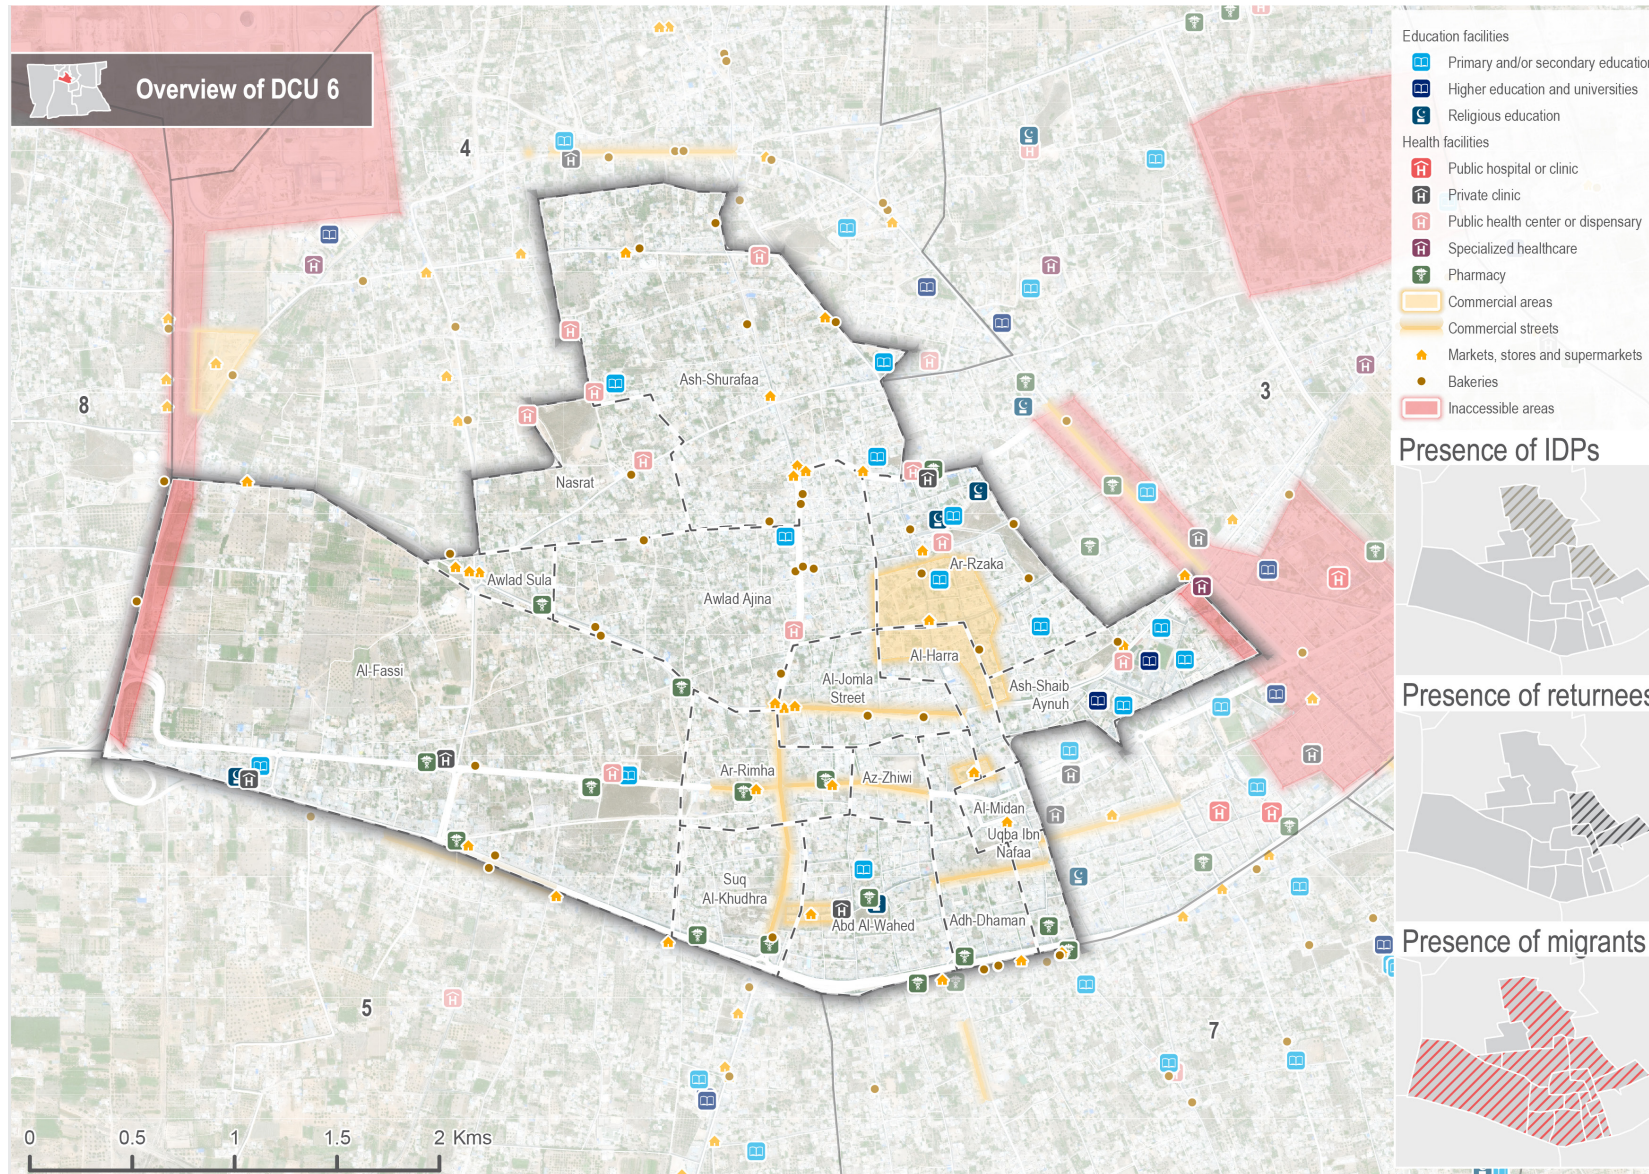 Overview of DCU 6
4
8
3
5
7
Ash-Shurafaa
Nasrat
Awlad Sula
Awlad Ajina
Ar-Rzaka
Al-Fassi
Al-Harra
Al-Jomla
Street
Ash-Shaib
Aynuh
Ar-Rimha
Az-Zhiwi
Al-Midan
Uqba Ibn
Nafaa
Suq
Al-Khudhra
Abd Al-Wahed
Adh-Dhaman
0 0.5 1 1.5 2 Kms
Education facilities
Primary and/or secondary education
Higher education and universities
Religious education
Health facilities
Public hospital or clinic
Private clinic
Public health center or dispensary
Specialized healthcare
Pharmacy
Commercial areas
Commercial streets
Markets, stores and supermarkets
Bakeries
Inaccessible areas
Presence of IDPs
Presence of returnees
Presence of migrants